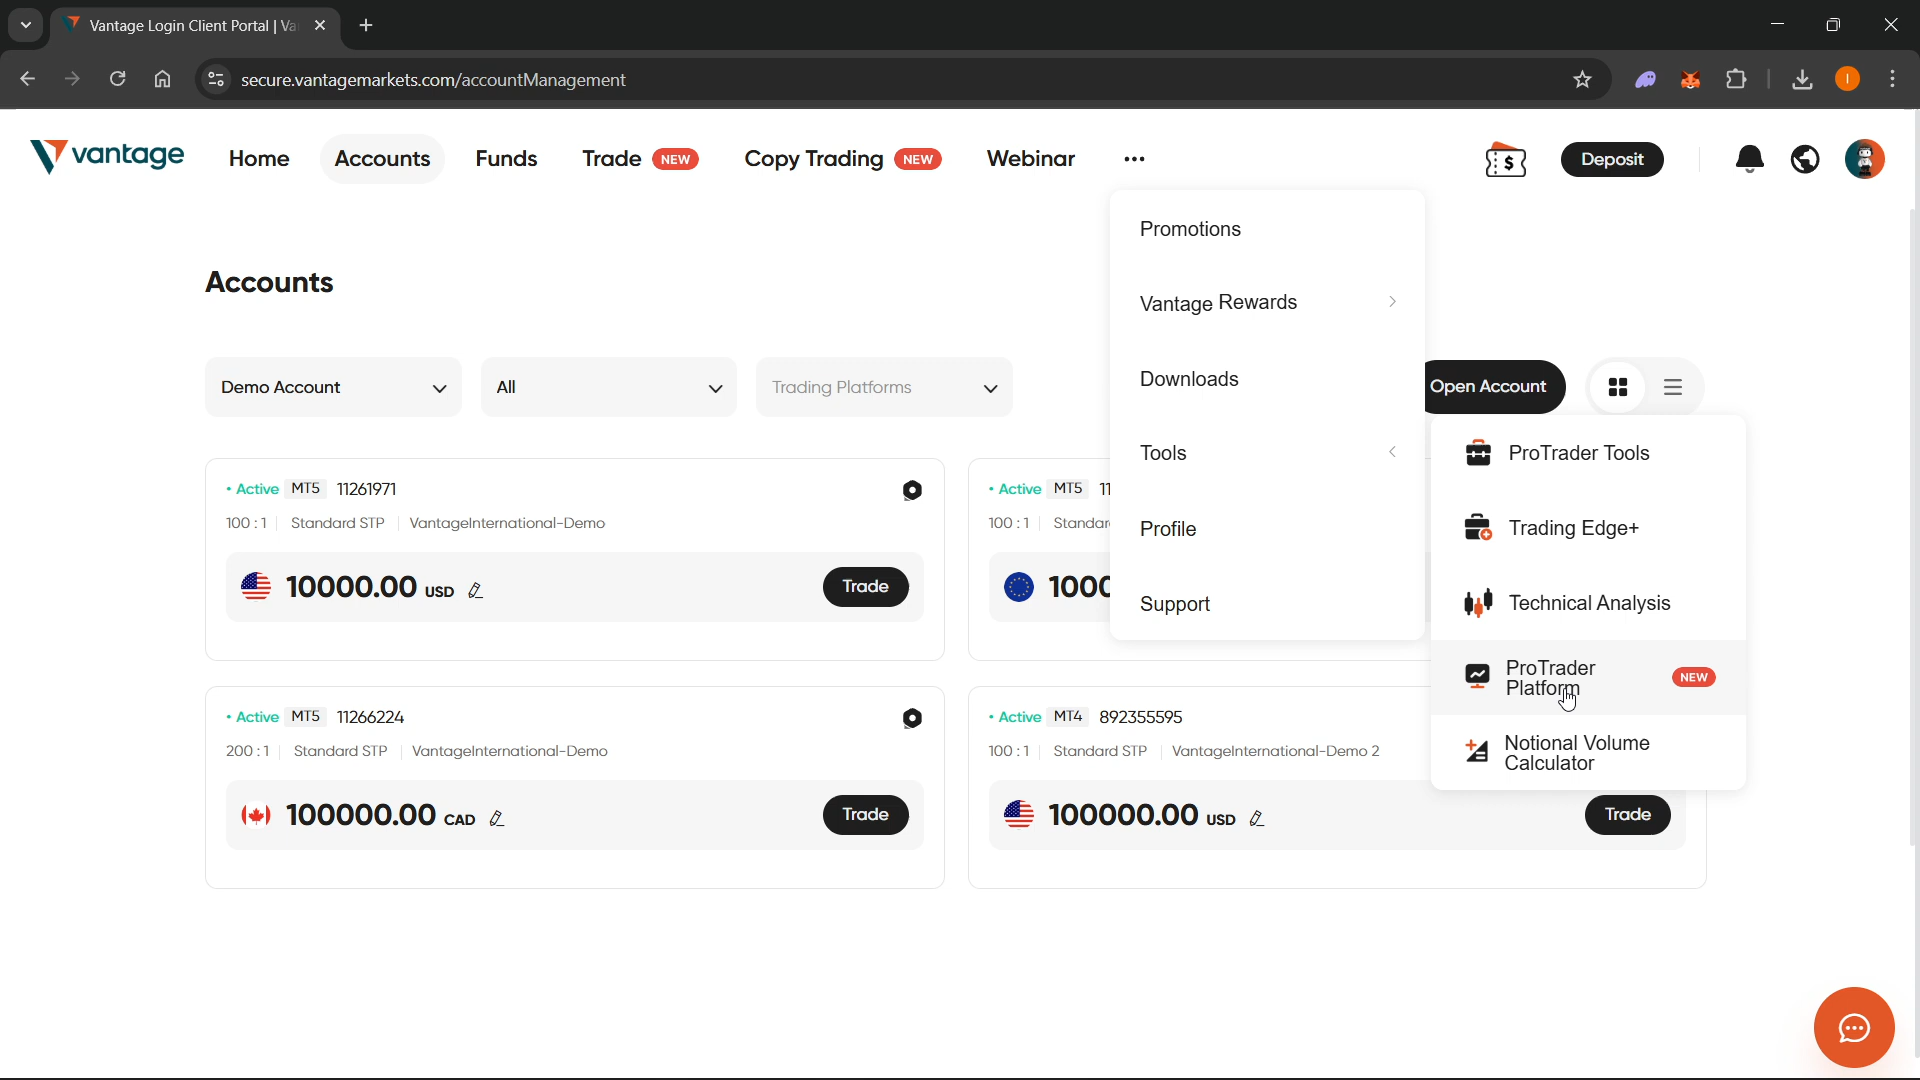 Vantage Login Client Portal | Va
secure.vantagemarkets.com/accountManagement
I
vantage
Home
Accounts
Funds
Trade NEW
Copy Trading NEW
Webinar
Deposit
Promotions
Vantage Rewards
Downloads
Tools
Profile
Support
ProTrader Tools
Trading Edge+
Technical Analysis
ProTrader
Platform
NEW
Notional Volume
Calculator
Accounts
Demo Account
All
Trading Platforms
Open Account
Active MT5 11261971
100 : 1 Standard STP VantageInternational-Demo
10000.00 USD
Trade
Active MT5 11
100 : 1 Standar
1000
Active MT5 11266224
200 : 1 Standard STP VantageInternational-Demo
100000.00 CAD
Trade
Active MT4 892355595
100 : 1 Standard STP VantageInternational-Demo 2
100000.00 USD
Trade